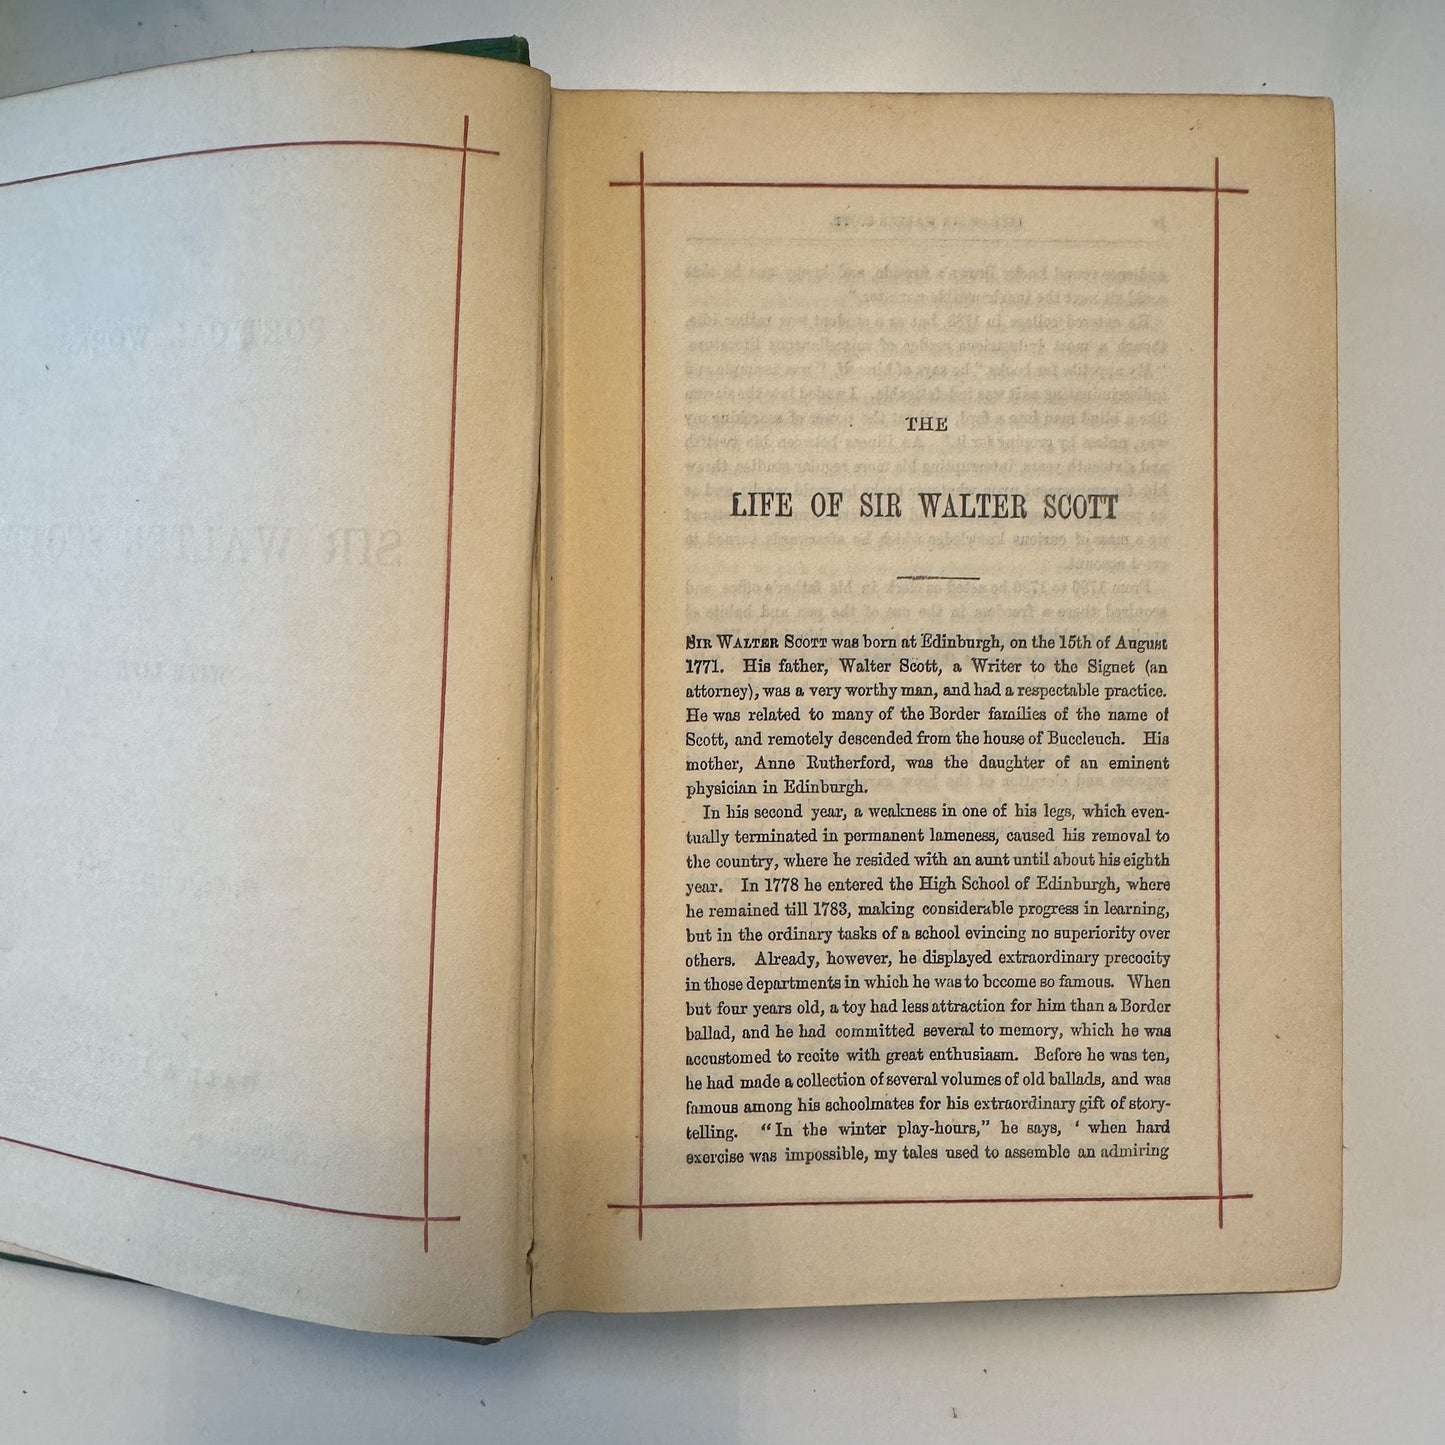 THE
LIFE OF SIR WALTER SCOTT
SIR WALTER SCOTT was born at Edinburgh, on the 15th of August
1771. His father, Walter Scott, a Writer to the Signet (an
attorney), was a very worthy man, and had a respectable practice.
He was related to many of the Border families of the name of
Scott, and remotely descended from the house of Buccleuch. His
mother, Anne Rutherford, was the daughter of an eminent
physician in Edinburgh.
In his second year, a weakness in one of his legs, which even-
tually terminated in permanent lameness, caused his removal to
the country, where he resided with an aunt until about his eighth
year. In 1778 he entered the High School of Edinburgh, where
he remained till 1783, making considerable progress in learning,
but in the ordinary tasks of a school evincing no superiority over
others. Already, however, he displayed extraordinary precocity
in those departments in which he was to become so famous. When
but four years old, a toy had less attraction for him than a Border
ballad, and he had committed several to memory, which he was
accustomed to recite with great enthusiasm. Before he was ten,
he had made a collection of several volumes of old ballads, and was
famous among his schoolmates for his extraordinary gift of story-
telling. “In the winter play-hours,” he says, ‘ when hard
exercise was impossible, my tales used to assemble an admiring